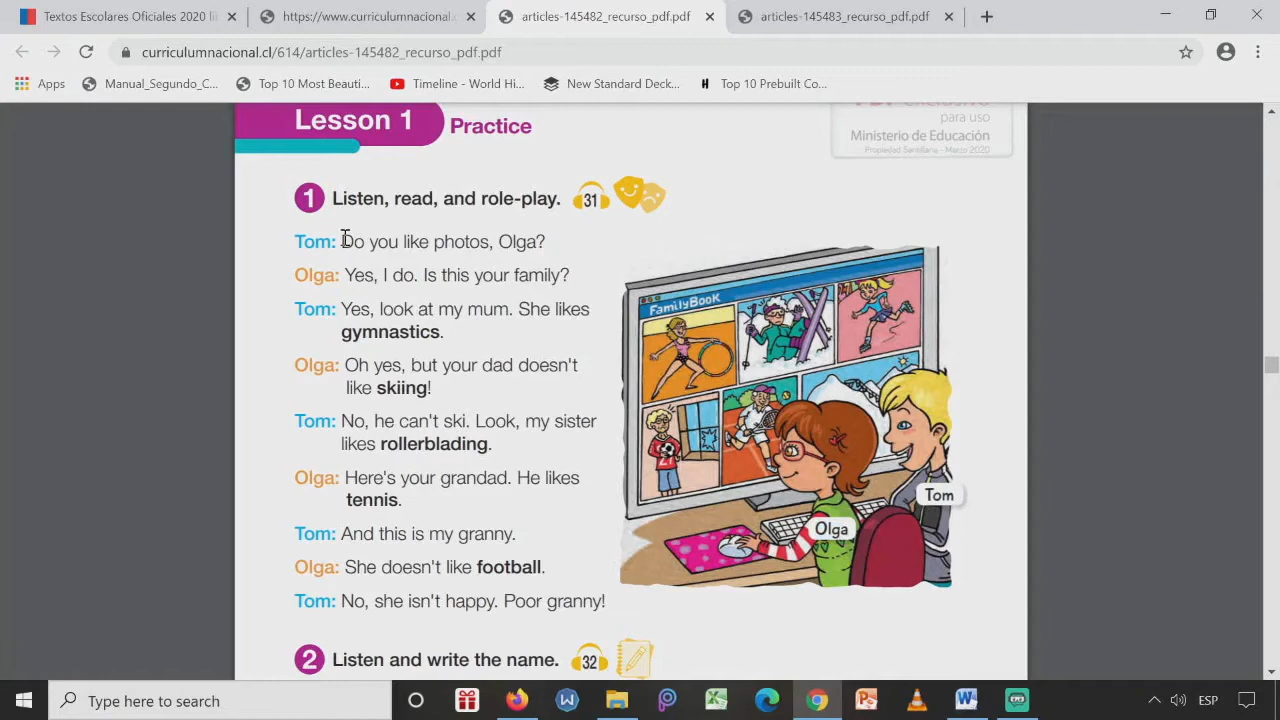 Textos Escolares Oficiales 2020 li
https://www.curriculumnacional.c
articles-145482_recurso_pdf.pdf
articles-145483_recurso_pdf.pdf
curriculumnacional.cl/614/articles-145482_recurso_pdf.pdf
Apps
Manual_Segundo_C...
Top 10 Most Beauti...
Timeline - World Hi...
New Standard Deck...
Top 10 Prebuilt Co...
Lesson 1
Practice
para uso
Ministerio de Educación
Propiedad Santillana - Marzo 2020
1 Listen, read, and role-play. 31
Tom: Do you like photos, Olga?
Olga: Yes, I do. Is this your family?
Tom: Yes, look at my mum. She likes
gymnastics.
Olga: Oh yes, but your dad doesn't
like skiing!
Tom: No, he can't ski. Look, my sister
likes rollerblading.
Olga: Here's your grandad. He likes
tennis.
Tom: And this is my granny.
Olga: She doesn't like football.
Tom: No, she isn't happy. Poor granny!
FamilyBook
Tom
Olga
2 Listen and write the name. 32
Type here to search
ESP